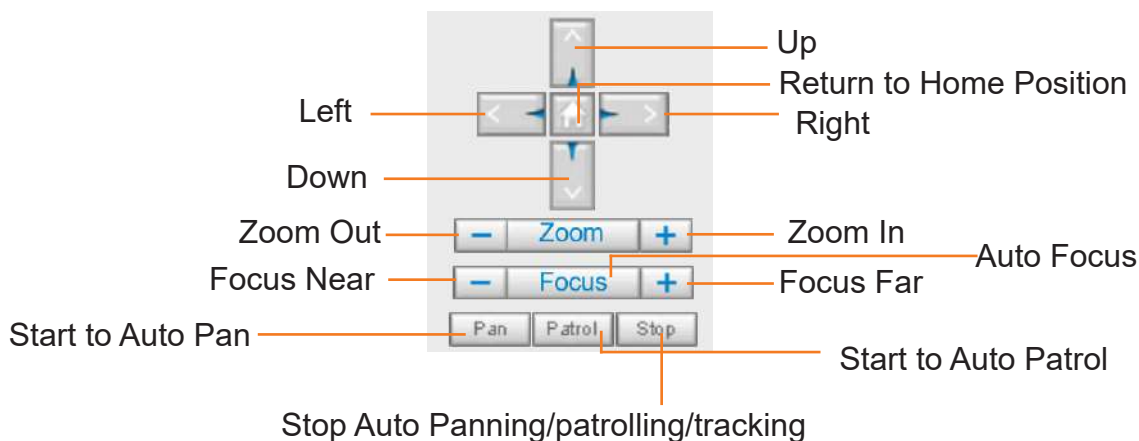 Up
Return to Home Position
Left
Right
Down
Zoom Out
− Zoom +
Zoom In
Auto Focus
Focus Near
− Focus +
Focus Far
Start to Auto Pan
Pan Patrol Stop
Start to Auto Patrol
Stop Auto Panning/patrolling/tracking